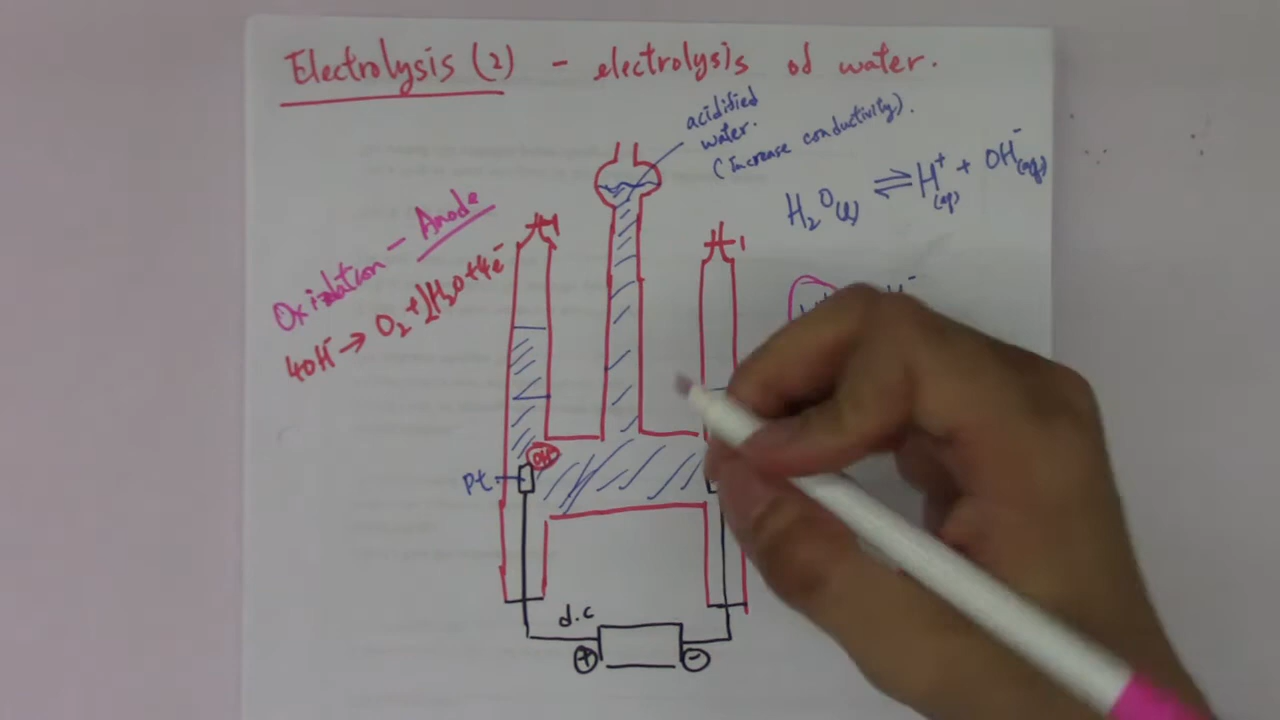 Electrolysis (2) - electrolysis od water.
acidified
water.
(Increase conductivity).
H₂O(l) ⇌ H⁺(aq) + OH⁻(aq)
Oxidation - Anode
4OH⁻ → O₂ + 2H₂O + 4e⁻
OH⁻
Pt.
d.c
+ -